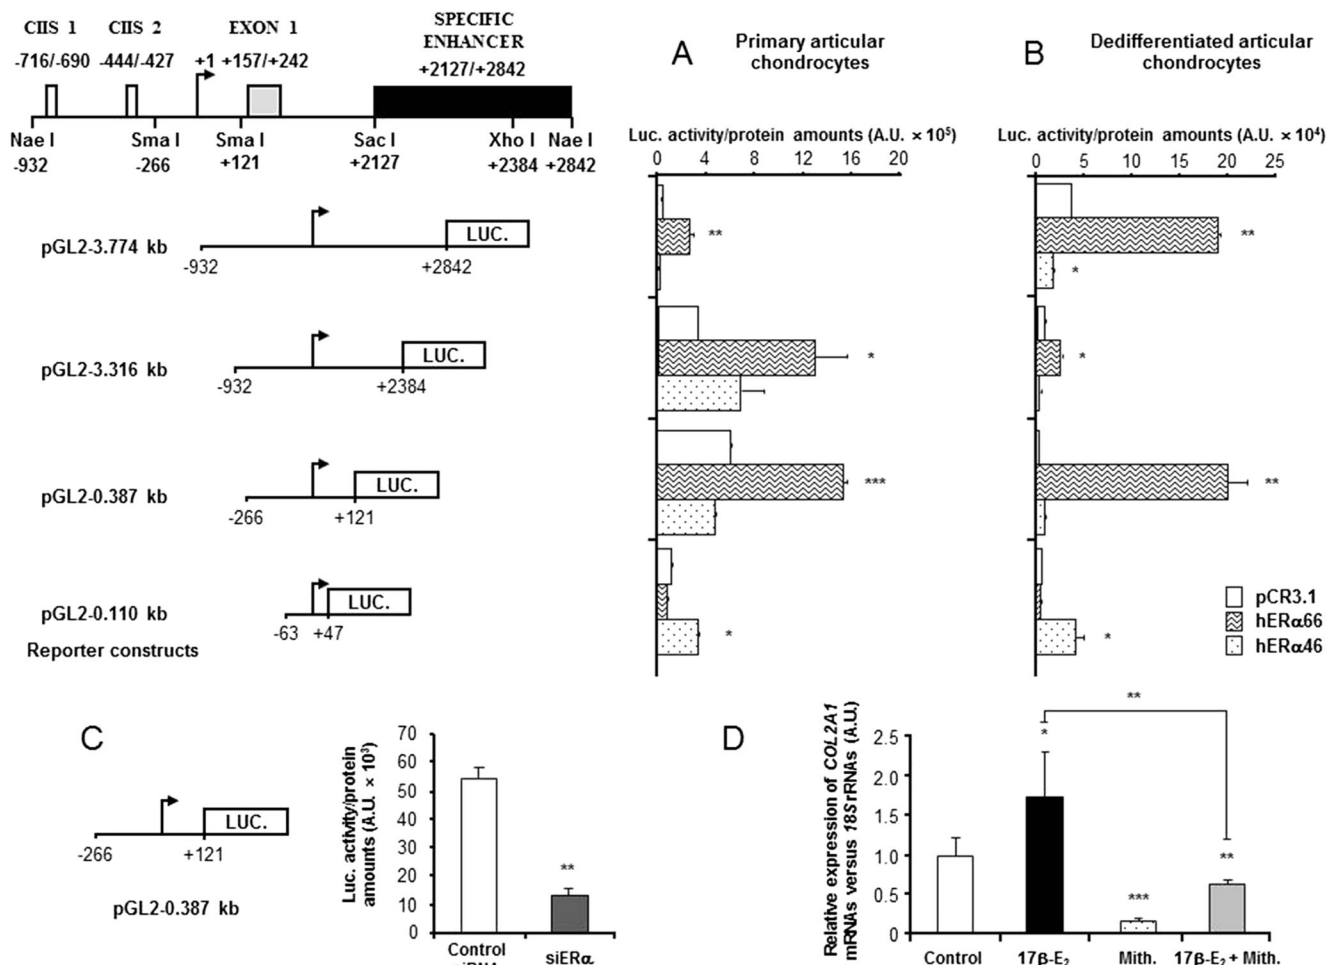 CIIS 1 CIIS 2 EXON 1 SPECIFIC ENHANCER
-716/-690 -444/-427 +1 +157/+242 +2127/+2842
Nae I Sma I Sma I Sac I Xho I Nae I
-932 -266 +121 +2127 +2384 +2842
A Primary articular chondrocytes
Luc. activity/protein amounts (A.U. × 10⁵)
0 4 8 12 16 20
B Dedifferentiated articular chondrocytes
Luc. activity/protein amounts (A.U. × 10⁴)
0 5 10 15 20 25
pGL2-3.774 kb
LUC.
-932 +2842
** ** *
pGL2-3.316 kb
LUC.
-932 +2384
* *
pGL2-0.387 kb
LUC.
-266 +121
*** **
pGL2-0.110 kb
LUC.
-63 +47
* *
Reporter constructs
pCR3.1
hERα66
hERα46
C
LUC.
-266 +121
pGL2-0.387 kb
Luc. activity/protein
amounts (A.U. × 10³)
70
60
50
40
30
20
10
0
**
Control
siERα
D
Relative expression of COL2A1
mRNAs versus 18S rRNAs (A.U.)
2.5
2.0
1.5
1.0
0.5
0
**
*
***
**
Control 17β-E₂ Mith. 17β-E₂ + Mith.